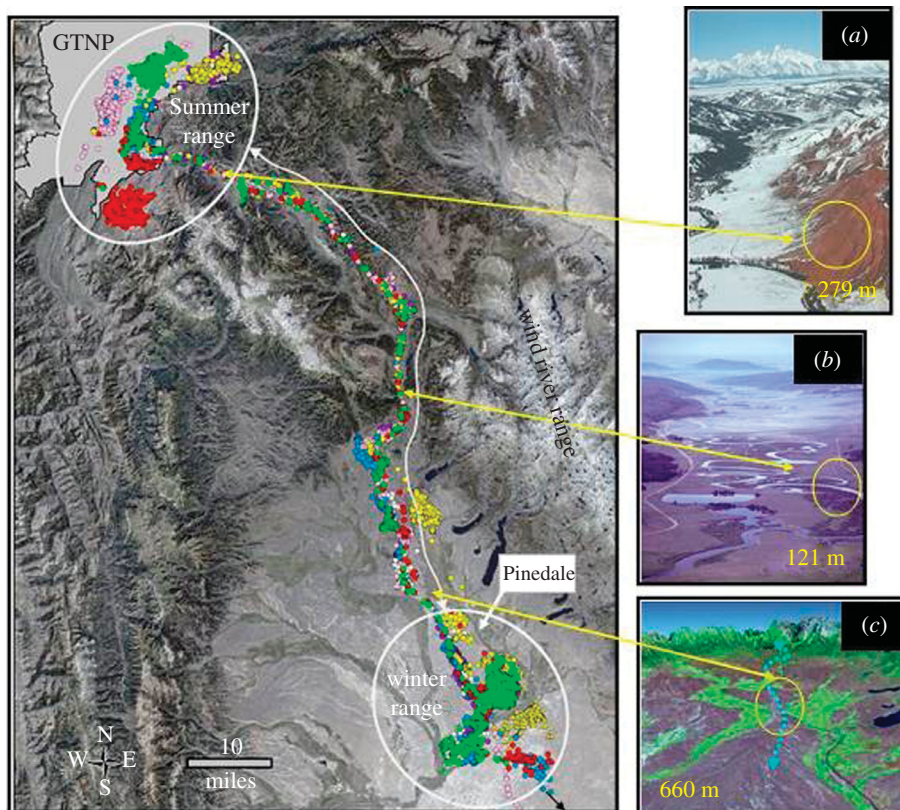 GTNP
Summer
range
wind river range
Pinedale
winter
range
N
W E
S
10
miles
(a)
279 m
(b)
121 m
(c)
660 m